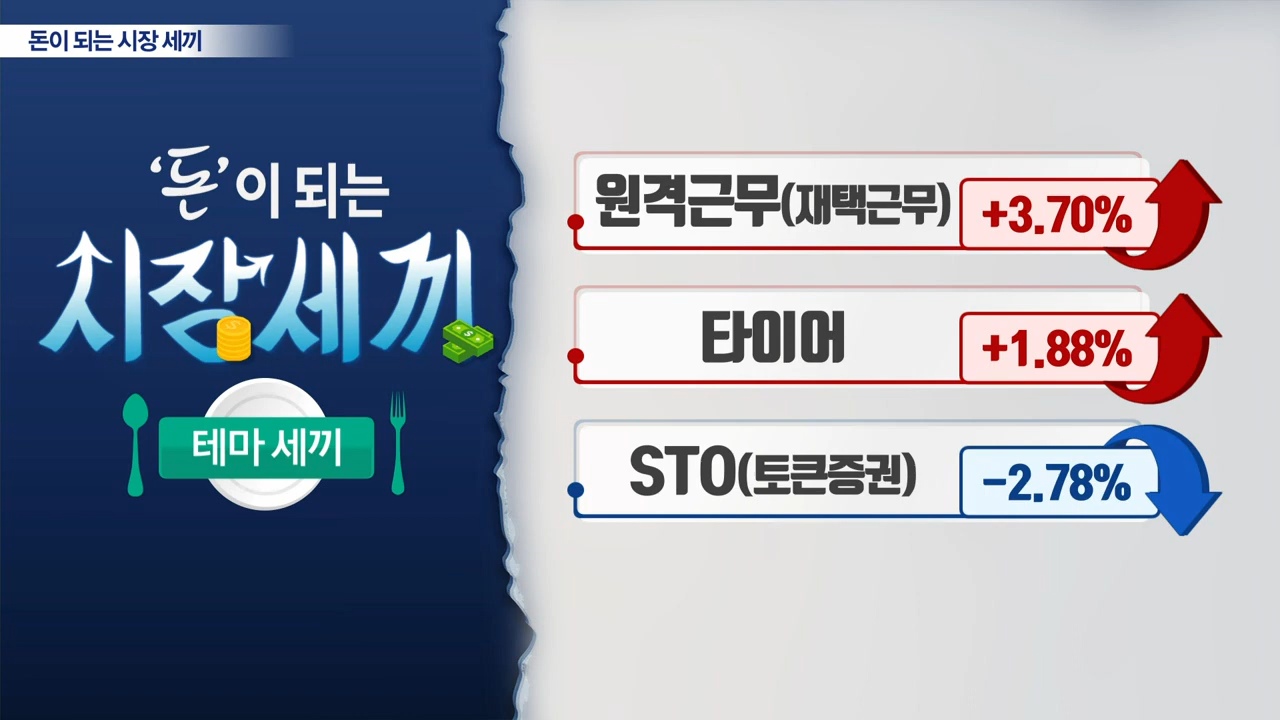 돈이 되는 시장 세끼
‘돈’이 되는
시장세끼
테마 세끼
원격근무(재택근무) +3.70%
타이어 +1.88%
STO(토큰증권) -2.78%